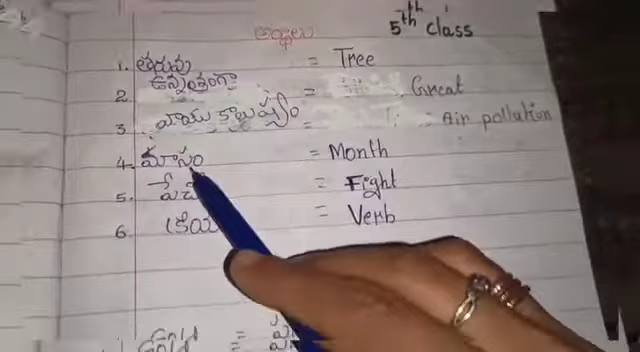 అర్థాలు 5th class
1. తరువు = Tree
2. ఉన్నతంగా = Great
3. వాయు కాలుష్యం = Air pollution
4. మాసం = Month
5. = Fight
6. = Verb